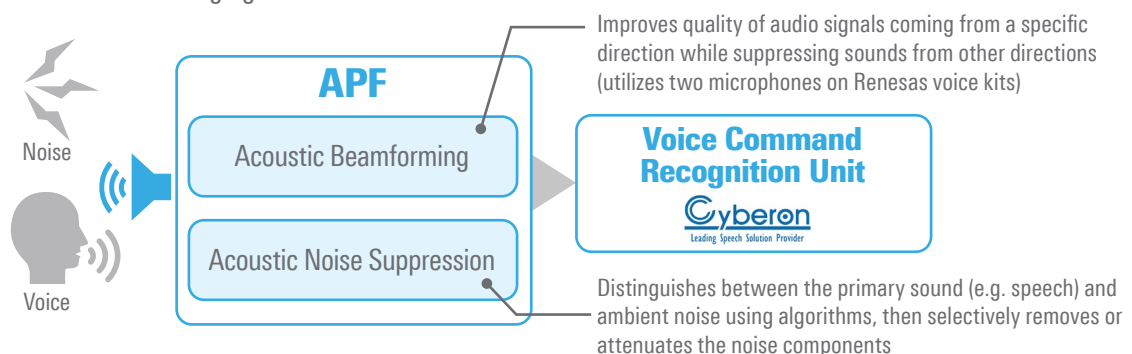 Improves quality of audio signals coming from a specific
direction while suppressing sounds from other directions
(utilizes two microphones on Renesas voice kits)
APF
Noise
Acoustic Beamforming
Voice Command
Recognition Unit
Cyberon
Leading Speech Solution Provider
Acoustic Noise Suppression
Voice
Distinguishes between the primary sound (e.g. speech) and
ambient noise using algorithms, then selectively removes or
attenuates the noise components